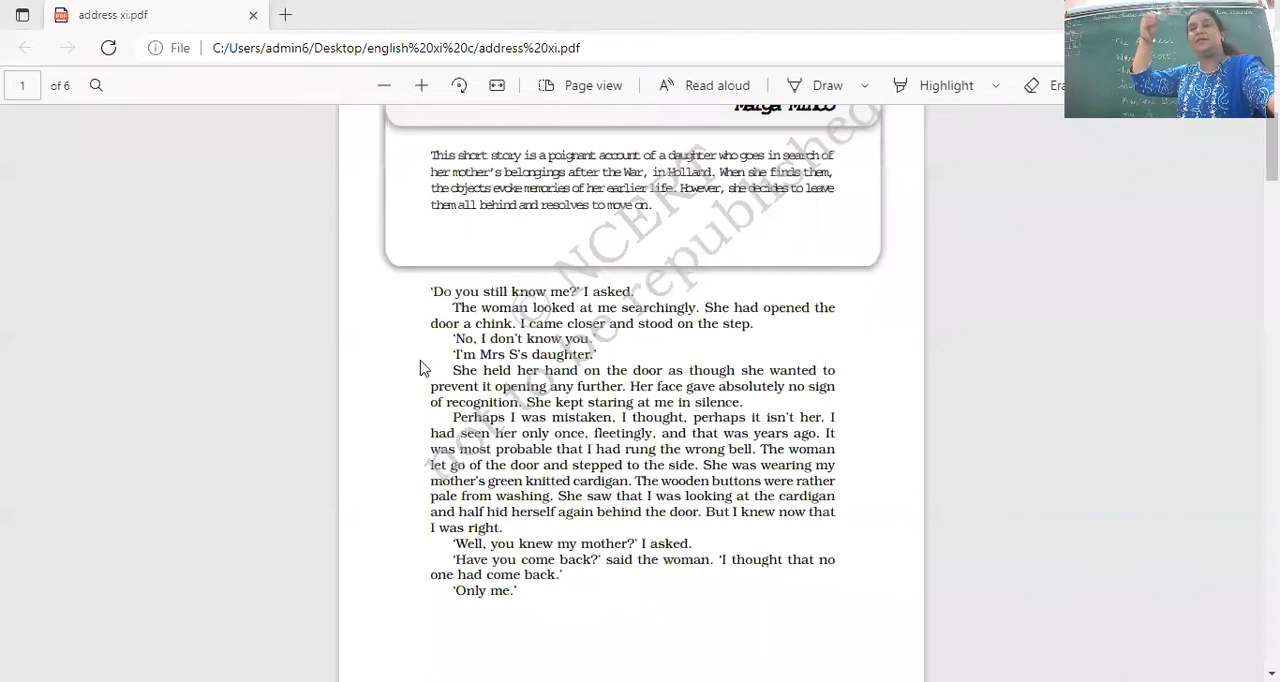 address xi.pdf
File
C:/Users/admin6/Desktop/english%20xi%20c/address%20xi.pdf
1 of 6
Page view
Read aloud
Draw
Highlight
Marga Minco
This short story is a poignant account of a daughter who goes in search of
her mother's belongings after the War, in Holland. When she finds them,
the objects evoke memories of her earlier life. However, she decides to leave
them all behind and resolves to move on.
© NCERT
not to be republished
'Do you still know me?' I asked.
The woman looked at me searchingly. She had opened the
door a chink. I came closer and stood on the step.
'No, I don't know you.'
'I'm Mrs S's daughter.'
She held her hand on the door as though she wanted to
prevent it opening any further. Her face gave absolutely no sign
of recognition. She kept staring at me in silence.
Perhaps I was mistaken, I thought, perhaps it isn't her. I
had seen her only once, fleetingly, and that was years ago. It
was most probable that I had rung the wrong bell. The woman
let go of the door and stepped to the side. She was wearing my
mother's green knitted cardigan. The wooden buttons were rather
pale from washing. She saw that I was looking at the cardigan
and half hid herself again behind the door. But I knew now that
I was right.
'Well, you knew my mother?' I asked.
'Have you come back?' said the woman. 'I thought that no
one had come back.'
'Only me.'